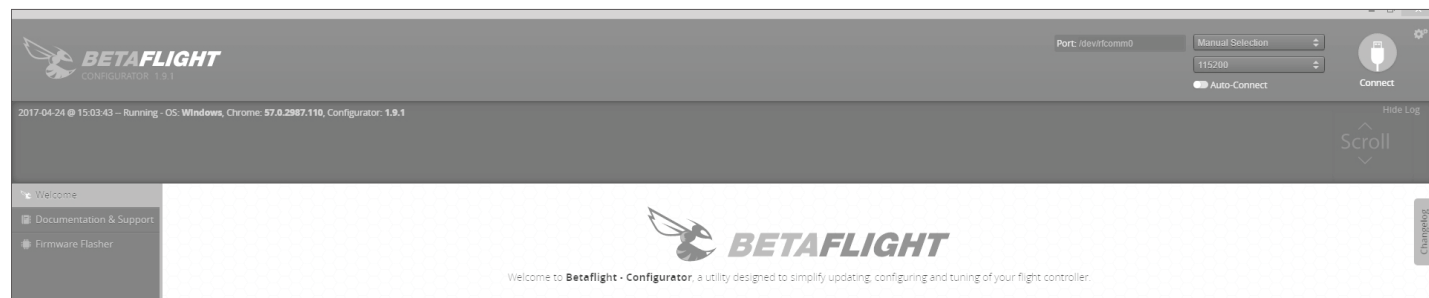 BETAFLIGHT
CONFIGURATOR 1.9.1
Port: /dev/rfcomm0
Manual Selection
115200
Auto-Connect
Connect
2017-04-24 @ 15:03:43 -- Running - OS: Windows, Chrome: 57.0.2987.110, Configurator: 1.9.1
Hide Log
Scroll
Welcome
Documentation & Support
Firmware Flasher
BETAFLIGHT
Welcome to Betaflight - Configurator, a utility designed to simplify updating, configuring and tuning of your flight controller.
Changelog